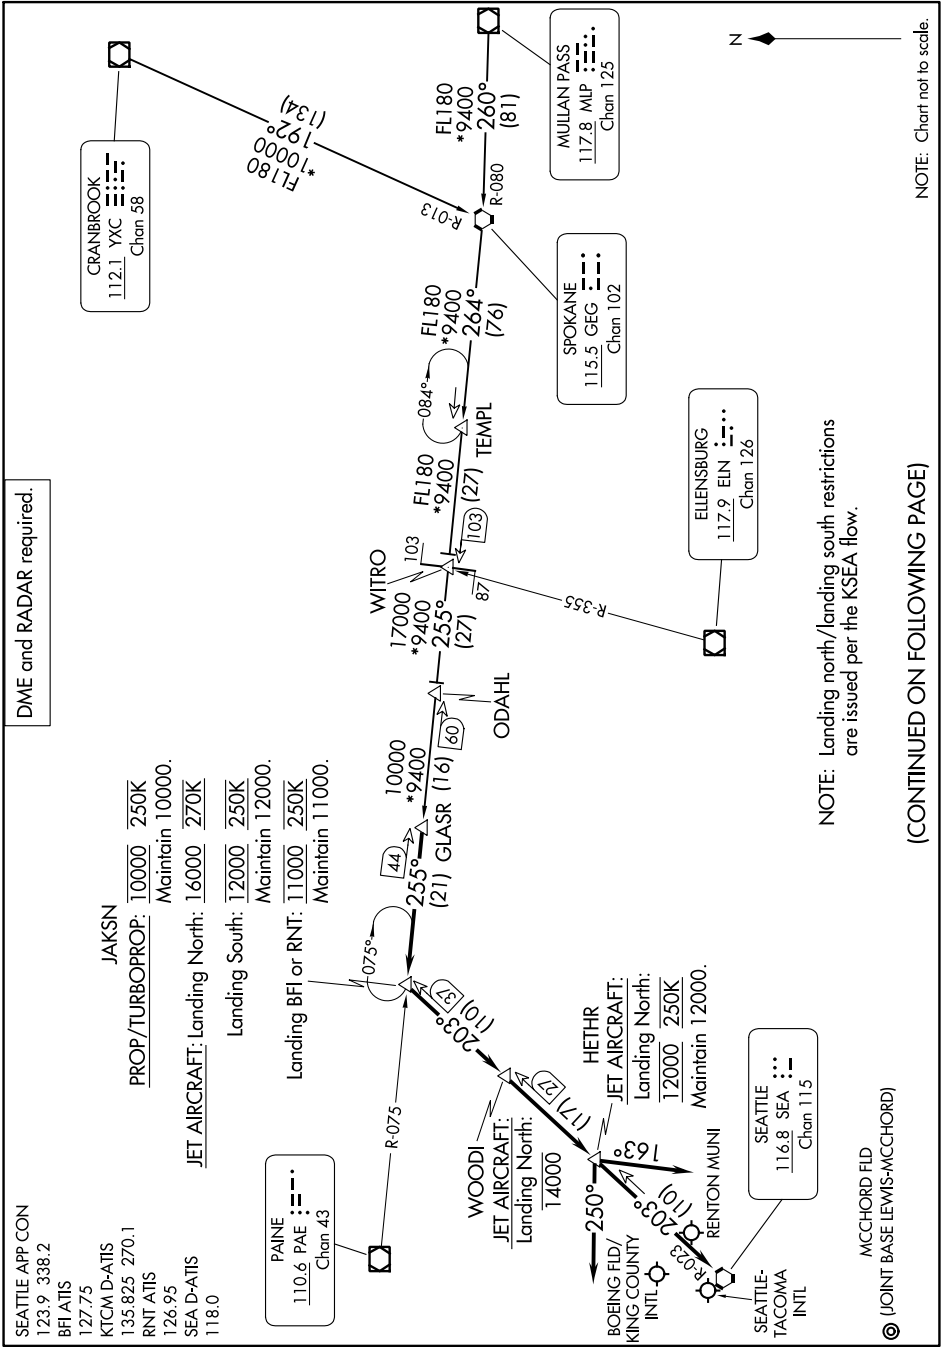 SEATTLE APP CON
123.9 338.2
BFI ATIS
127.75
KTCM D-ATIS
135.825 270.1
RNT ATIS
126.95
SEA D-ATIS
118.0
DME and RADAR required.
JAKSN
PROP/TURBOPROP: 10000 250K
Maintain 10000.
JET AIRCRAFT: Landing North: 16000 270K
Landing South: 12000 250K
Maintain 12000.
Landing BFI or RNT: 11000 250K
Maintain 11000.
CRANBROOK
112.1 YXC
Chan 58
FL180
*10000
192°
(134)
R-013
MULLAN PASS
117.8 MLP
Chan 125
FL180
*9400
260°
(81)
R-080
SPOKANE
115.5 GEG
Chan 102
FL180
*9400
264°
(76)
084°
TEMPL
FL180
*9400
(27)
103
103
WITRO
87
R-355
ELLENSBURG
117.9 ELN
Chan 126
17000
*9400
255°
(27)
ODAHL
60
10000
*9400
(16)
GLASR
44
255°
(21)
075°
PAINE
110.6 PAE
Chan 43
R-075
37
203°
(10)
WOODI
JET AIRCRAFT:
Landing North:
14000
27
(17)
HETHR
JET AIRCRAFT:
Landing North:
12000 250K
Maintain 12000.
250°
163°
203°
(10)
R-023
BOEING FLD/
KING COUNTY
INTL
RENTON MUNI
SEATTLE-
TACOMA
INTL
SEATTLE
116.8 SEA
Chan 115
MCCHORD FLD
(JOINT BASE LEWIS-MCCHORD)
N
NOTE: Chart not to scale.
NOTE: Landing north/landing south restrictions
are issued per the KSEA flow.
(CONTINUED ON FOLLOWING PAGE)